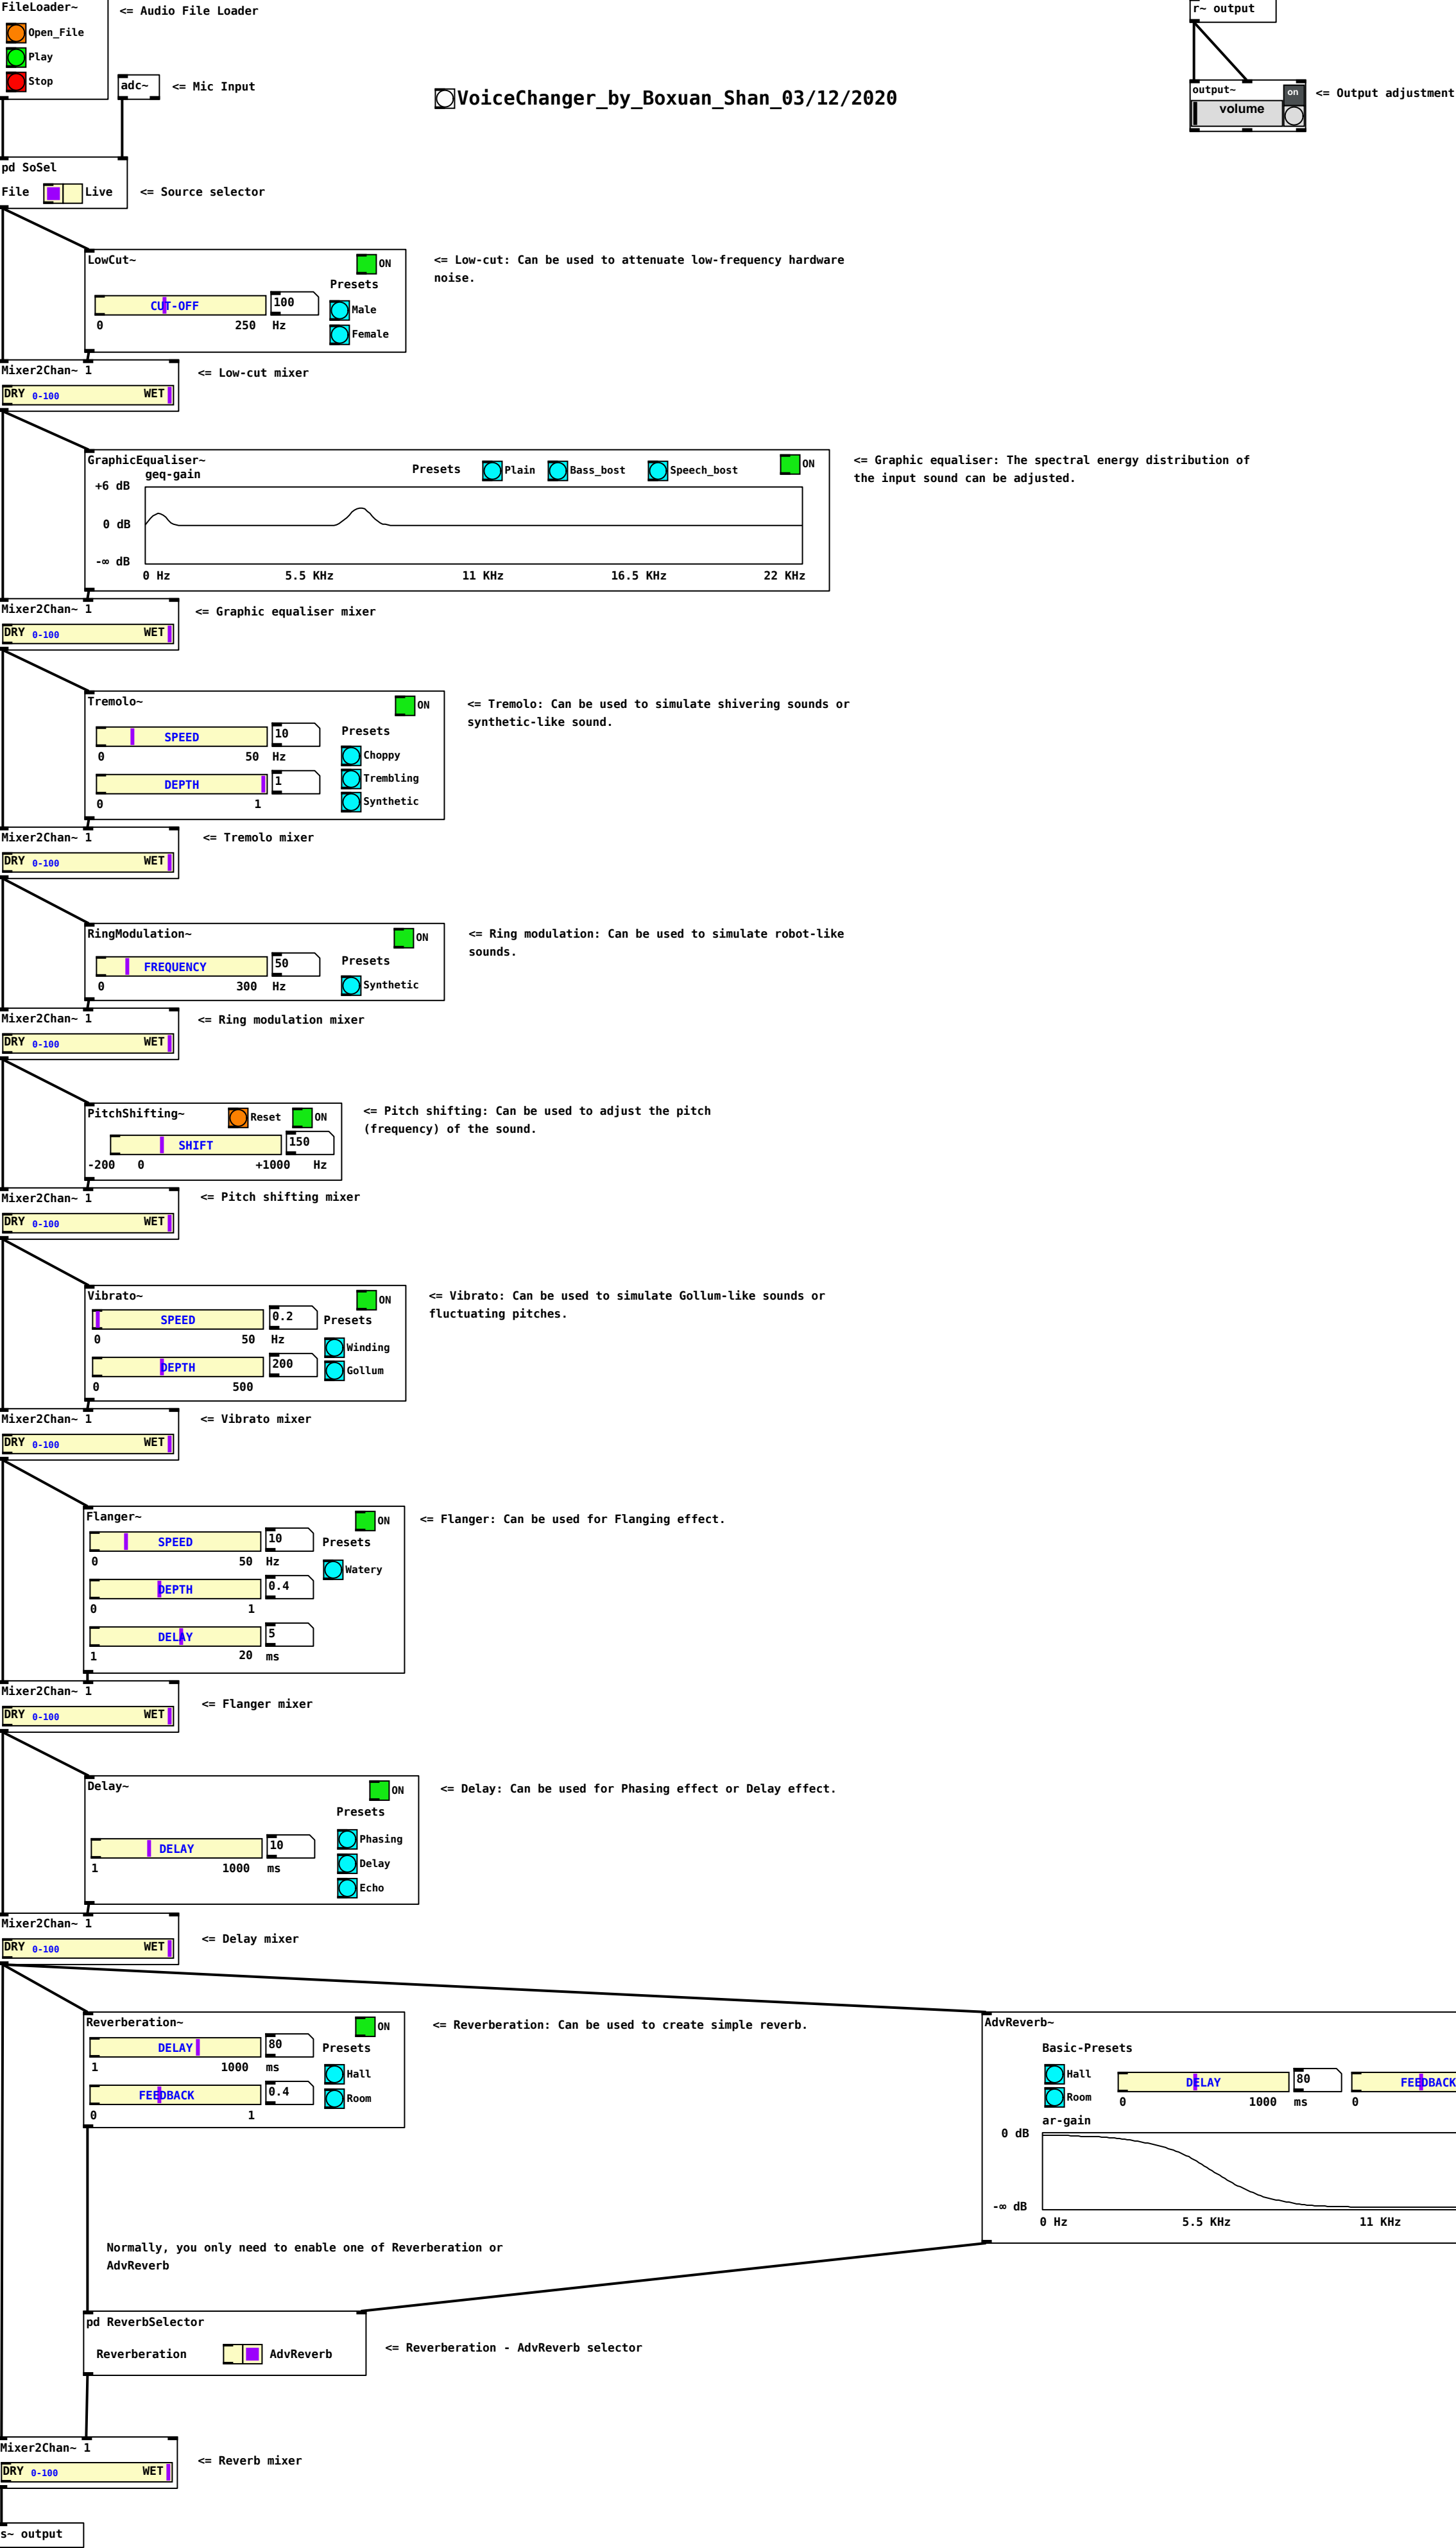 FileLoader~
<= Audio File Loader
Open_File
Play
Stop
adc~
<= Mic Input
VoiceChanger_by_Boxuan_Shan_03/12/2020
r~ output
output~
on
volume
<= Output adjustment
pd SoSel
File
Live
<= Source selector
LowCut~
ON
Presets
CUT-OFF
100
Male
0
250
Hz
Female
<= Low-cut: Can be used to attenuate low-frequency hardware
noise.
Mixer2Chan~ 1
DRY 0-100 WET
<= Low-cut mixer
GraphicEqualiser~
geq-gain
Presets
Plain
Bass_bost
Speech_bost
ON
+6 dB
0 dB
-∞ dB
0 Hz
5.5 KHz
11 KHz
16.5 KHz
22 KHz
<= Graphic equaliser: The spectral energy distribution of
the input sound can be adjusted.
Mixer2Chan~ 1
DRY 0-100 WET
<= Graphic equaliser mixer
Tremolo~
ON
SPEED
10
Presets
0
50
Hz
Choppy
DEPTH
1
Trembling
0
1
Synthetic
<= Tremolo: Can be used to simulate shivering sounds or
synthetic-like sound.
Mixer2Chan~ 1
DRY 0-100 WET
<= Tremolo mixer
RingModulation~
ON
FREQUENCY
50
Presets
0
300
Hz
Synthetic
<= Ring modulation: Can be used to simulate robot-like
sounds.
Mixer2Chan~ 1
DRY 0-100 WET
<= Ring modulation mixer
PitchShifting~
Reset
ON
SHIFT
150
-200
0
+1000
Hz
<= Pitch shifting: Can be used to adjust the pitch
(frequency) of the sound.
Mixer2Chan~ 1
DRY 0-100 WET
<= Pitch shifting mixer
Vibrato~
ON
SPEED
0.2
Presets
0
50
Hz
Winding
DEPTH
200
Gollum
0
500
<= Vibrato: Can be used to simulate Gollum-like sounds or
fluctuating pitches.
Mixer2Chan~ 1
DRY 0-100 WET
<= Vibrato mixer
Flanger~
ON
SPEED
10
Presets
0
50
Hz
Watery
DEPTH
0.4
0
1
DELAY
5
1
20
ms
<= Flanger: Can be used for Flanging effect.
Mixer2Chan~ 1
DRY 0-100 WET
<= Flanger mixer
Delay~
ON
Presets
DELAY
10
Phasing
1
1000
ms
Delay
Echo
<= Delay: Can be used for Phasing effect or Delay effect.
Mixer2Chan~ 1
DRY 0-100 WET
<= Delay mixer
Reverberation~
ON
DELAY
80
Presets
1
1000
ms
Hall
FEEDBACK
0.4
Room
0
1
<= Reverberation: Can be used to create simple reverb.
AdvReverb~
Basic-Presets
Hall
Room
DELAY
80
FEEDBACK
0
1000
ms
0
ar-gain
0 dB
-∞ dB
0 Hz
5.5 KHz
11 KHz
Normally, you only need to enable one of Reverberation or
AdvReverb
pd ReverbSelector
Reverberation
AdvReverb
<= Reverberation - AdvReverb selector
Mixer2Chan~ 1
DRY 0-100 WET
<= Reverb mixer
s~ output